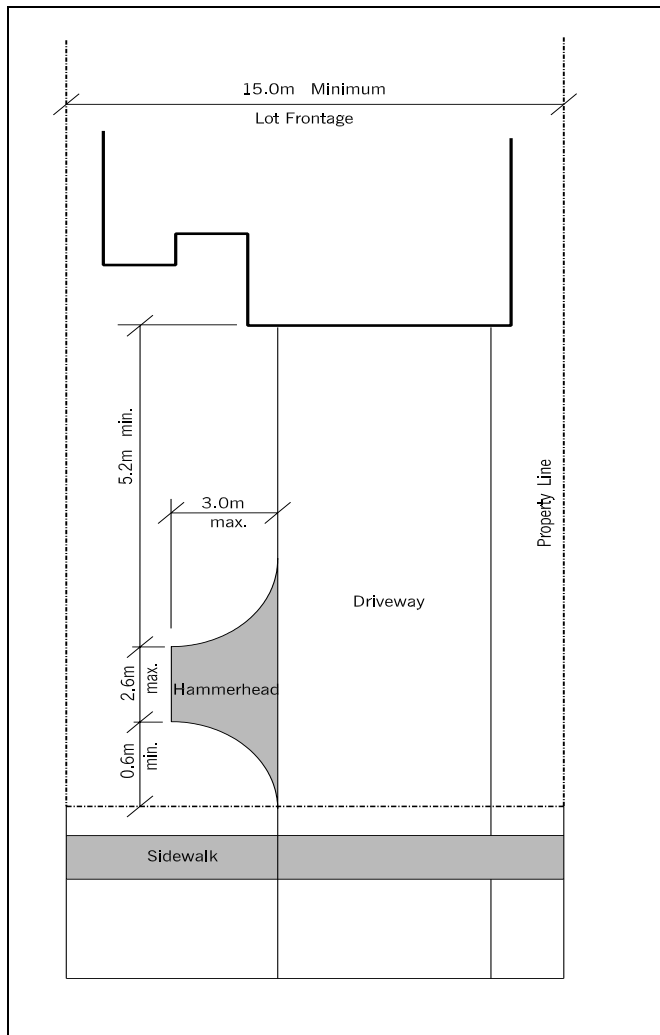 15.0m Minimum
Lot Frontage
5.2m min.
3.0m
max.
Property Line
Driveway
2.6m
max.
Hammerhead
0.6m
min.
Sidewalk